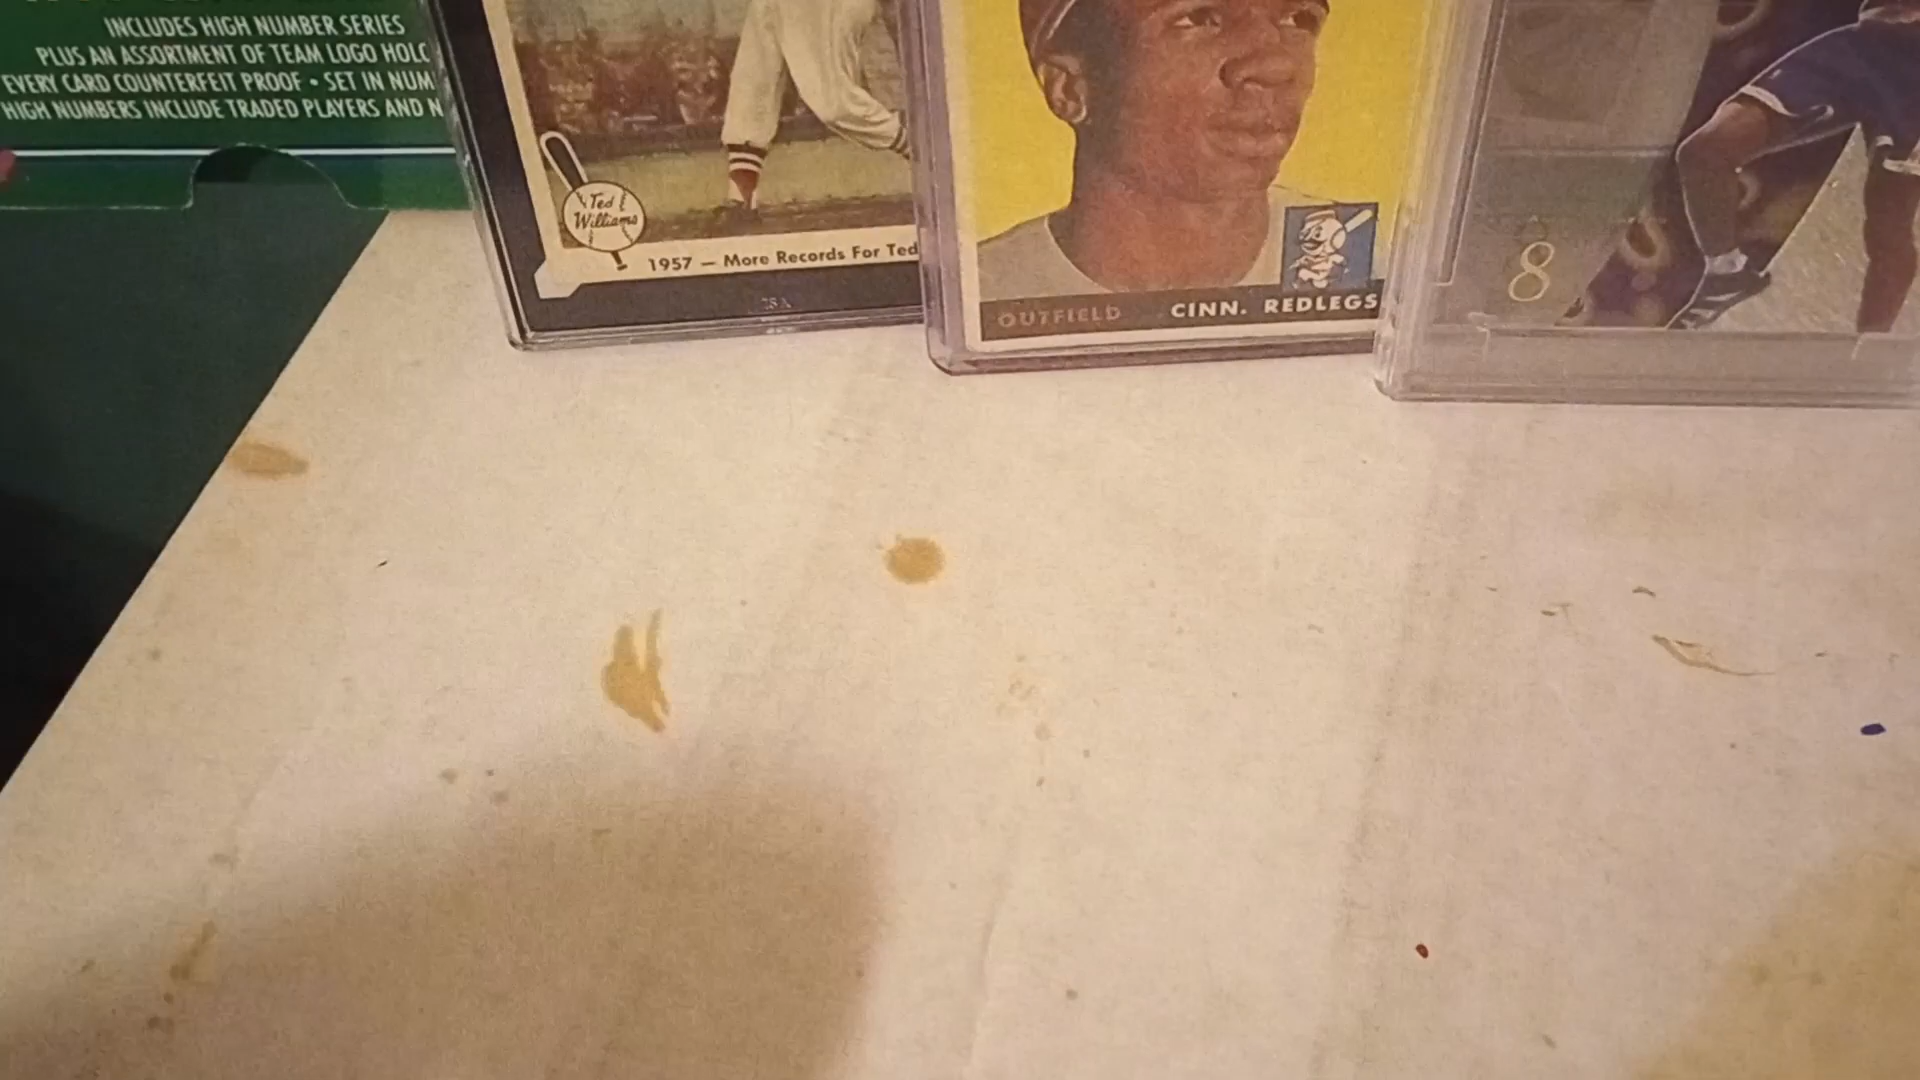 INCLUDES HIGH NUMBER SERIES
PLUS AN ASSORTMENT OF TEAM LOGO HOLO
EVERY CARD COUNTERFEIT PROOF • SET IN NUM
HIGH NUMBERS INCLUDE TRADED PLAYERS AND N
Ted
Williams
1957 — More Records For Ted
OUTFIELD CINN. REDLEGS
8